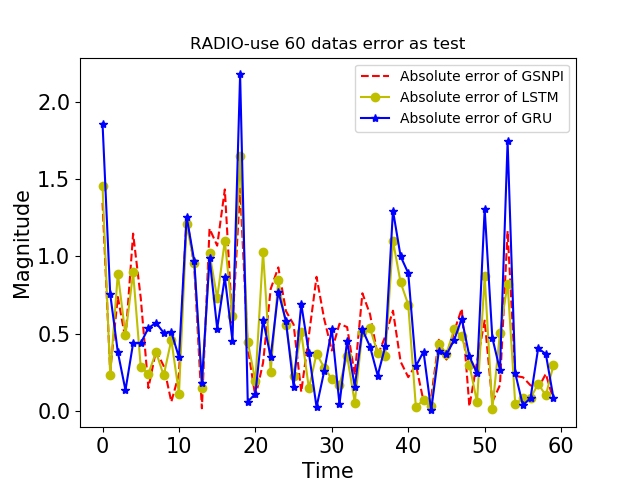 RADIO-use 60 datas error as test
Absolute error of GSNPI
Absolute error of LSTM
Absolute error of GRU
Magnitude
2.0
1.5
1.0
0.5
0.0
0 10 20 30 40 50 60
Time